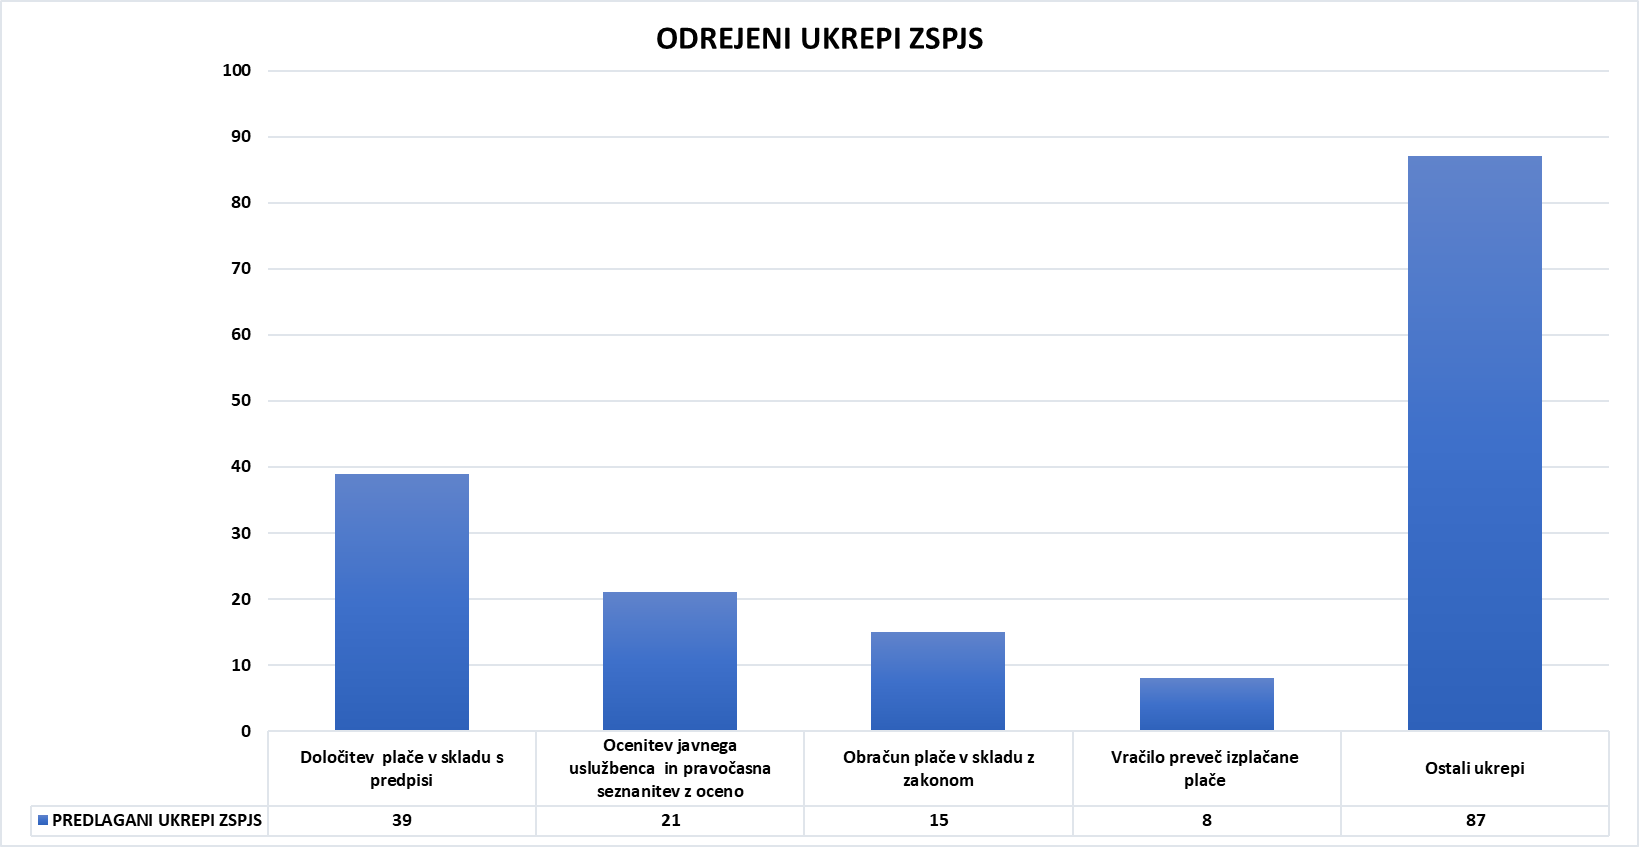 ODREJENI UKREPI ZSPJS
100
90
80
70
60
50
40
30
20
10
0
Določitev plače v skladu s
predpisi
Ocenitev javnega
uslužbenca in pravočasna
seznanitev z oceno
Obračun plače v skladu z
zakonom
Vračilo preveč izplačane
plače
Ostali ukrepi
PREDLAGANI UKREPI ZSPJS 39 21 15 8 87